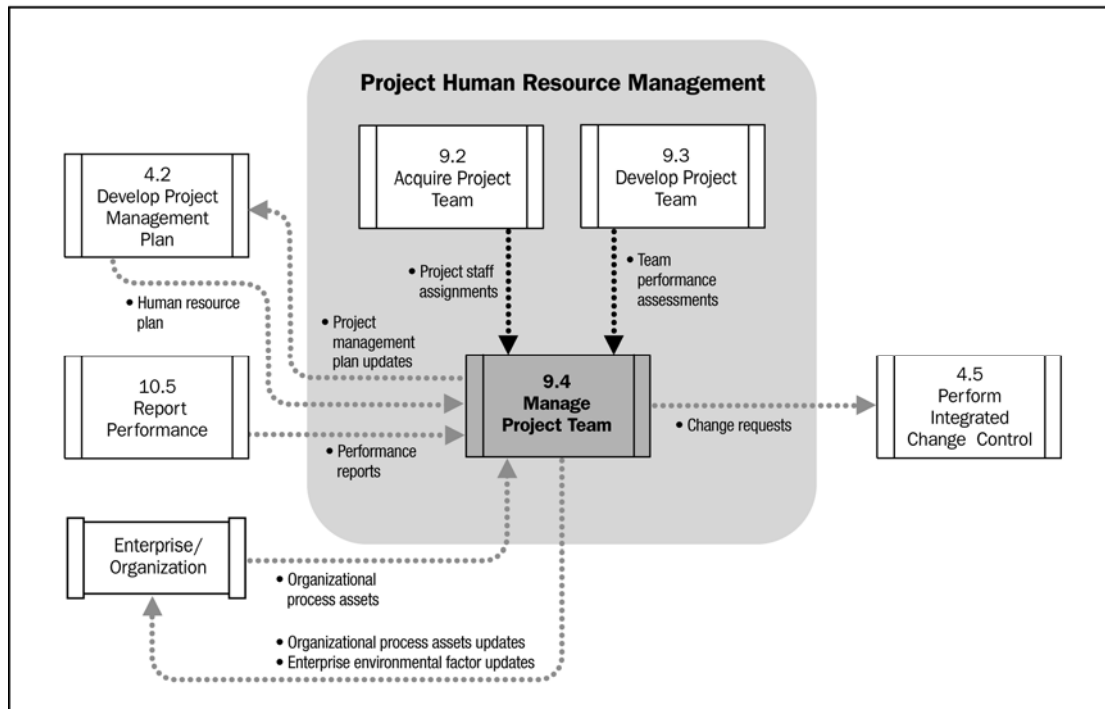 Project Human Resource Management
9.2
Acquire Project
Team
9.3
Develop Project
Team
4.2
Develop Project
Management
Plan
• Project staff
assignments
• Team
performance
assessments
• Human resource
plan
• Project
management
plan updates
10.5
Report
Performance
9.4
Manage
Project Team
4.5
Perform
Integrated
Change Control
• Change requests
• Performance
reports
Enterprise/
Organization
• Organizational
process assets
• Organizational process assets updates
• Enterprise environmental factor updates